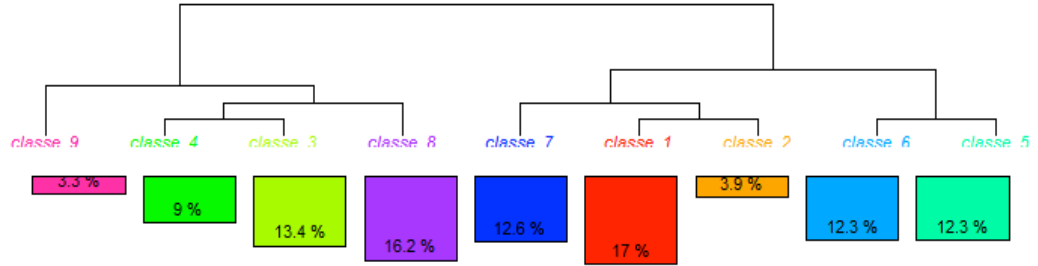 classe 9 classe 4 classe 3 classe 8 classe 7 classe 1 classe 2 classe 6 classe 5
3.3 % 9 % 13.4 % 16.2 % 12.6 % 17 % 3.9 % 12.3 % 12.3 %